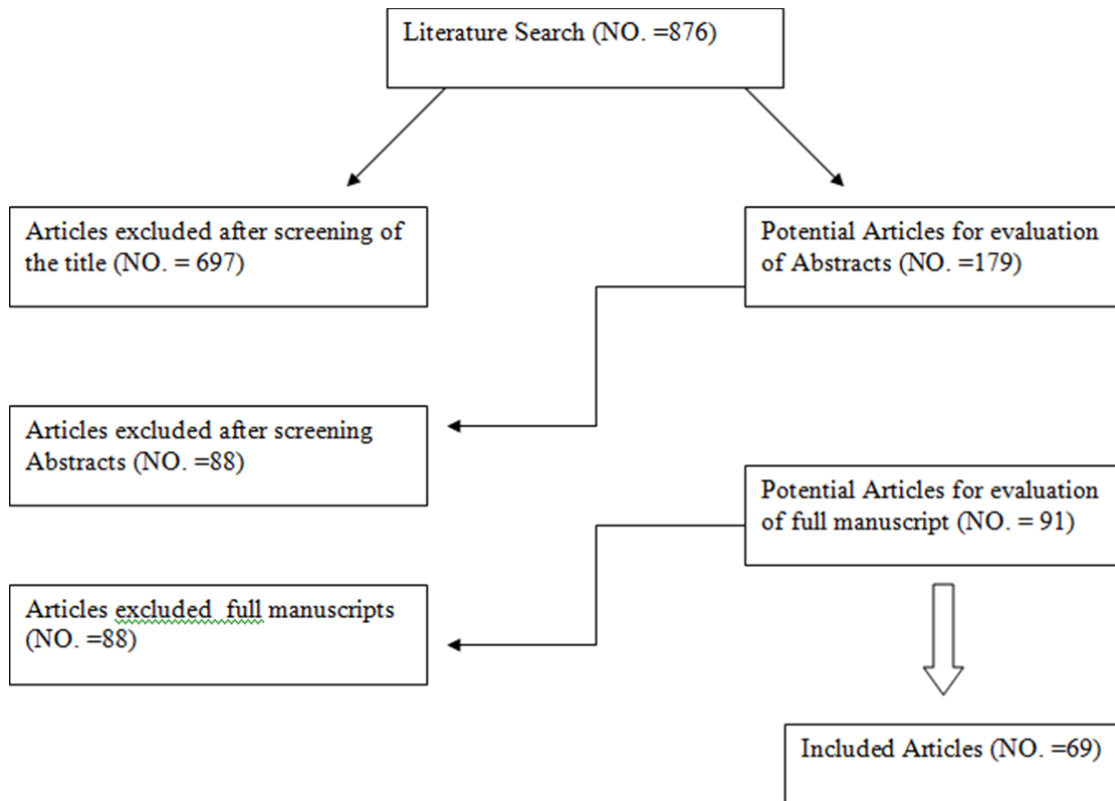 Literature Search (NO. =876)
Articles excluded after screening of
the title (NO. = 697)
Potential Articles for evaluation
of Abstracts (NO. =179)
Articles excluded after screening
Abstracts (NO. =88)
Potential Articles for evaluation
of full manuscript (NO. = 91)
Articles excluded  full manuscripts
(NO. =88)
Included Articles (NO. =69)